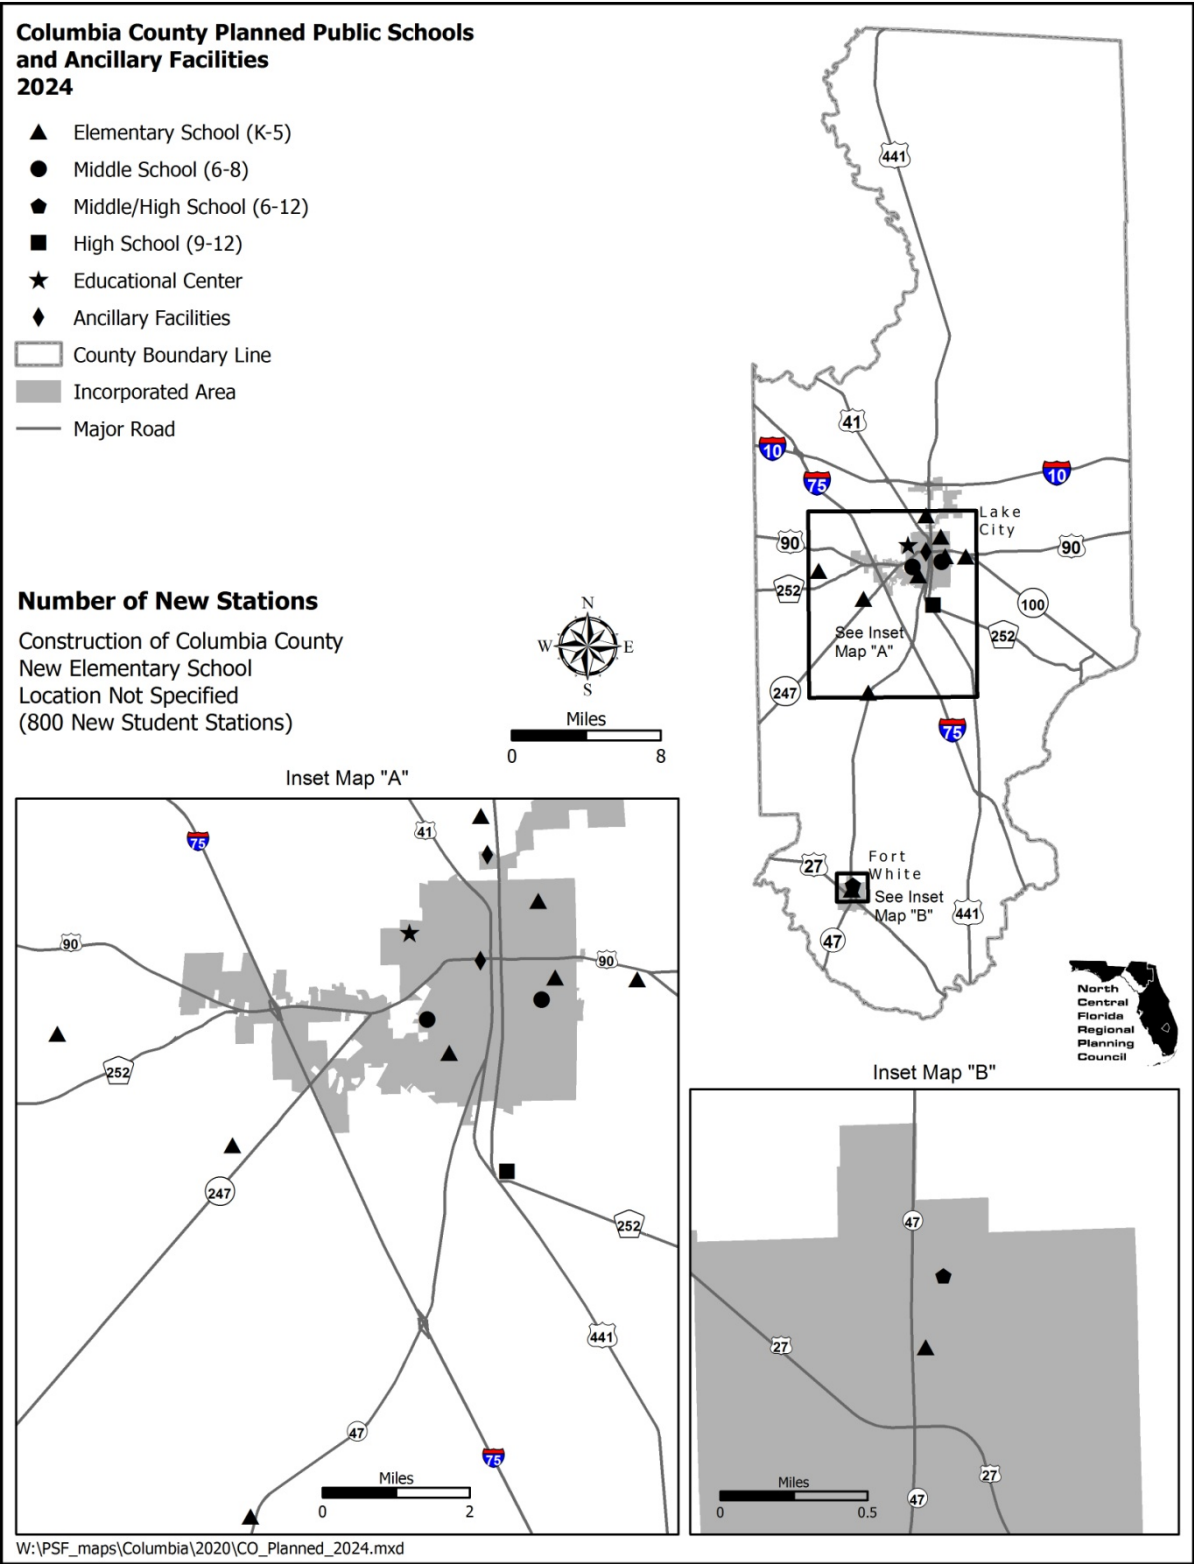 Columbia County Planned Public Schools
and Ancillary Facilities
2024
Elementary School (K-5)
Middle School (6-8)
Middle/High School (6-12)
High School (9-12)
Educational Center
Ancillary Facilities
County Boundary Line
Incorporated Area
Major Road
Number of New Stations
Construction of Columbia County
New Elementary School
Location Not Specified
(800 New Student Stations)
N
W
E
S
Miles
0
8
441
41
10
75
10
Lake
City
90
90
252
100
252
See Inset
Map "A"
247
75
27
Fort
White
See Inset
Map "B"
441
47
North
Central
Florida
Regional
Planning
Council
Inset Map "A"
75
41
90
90
252
247
252
441
47
75
Miles
0
2
Inset Map "B"
47
27
27
47
Miles
0
0.5
W:\PSF_maps\Columbia\2020\CO_Planned_2024.mxd